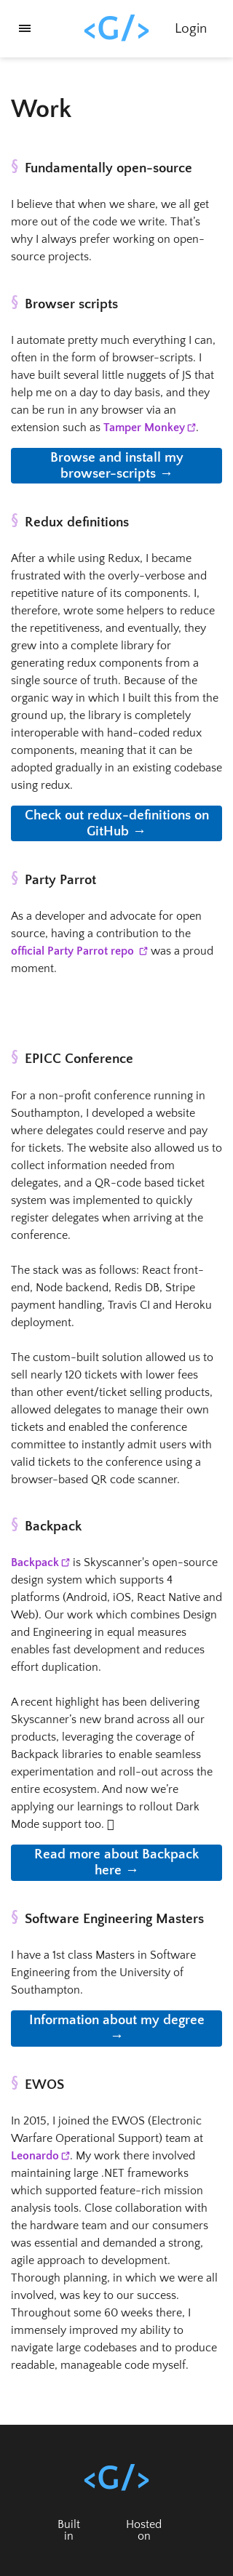 <G/>
Login
Work
§ Fundamentally open-source
I believe that when we share, we all get
more out of the code we write. That's
why I always prefer working on open-
source projects.
§ Browser scripts
I automate pretty much everything I can,
often in the form of browser-scripts. I
have built several little nuggets of JS that
help me on a day to day basis, and they
can be run in any browser via an
extension such as Tamper Monkey.
Browse and install my
browser-scripts →
§ Redux definitions
After a while using Redux, I became
frustrated with the overly-verbose and
repetitive nature of its components. I,
therefore, wrote some helpers to reduce
the repetitiveness, and eventually, they
grew into a complete library for
generating redux components from a
single source of truth. Because of the
organic way in which I built this from the
ground up, the library is completely
interoperable with hand-coded redux
components, meaning that it can be
adopted gradually in an existing codebase
using redux.
Check out redux-definitions on
GitHub →
§ Party Parrot
As a developer and advocate for open
source, having a contribution to the
official Party Parrot repo was a proud
moment.
§ EPICC Conference
For a non-profit conference running in
Southampton, I developed a website
where delegates could reserve and pay
for tickets. The website also allowed us to
collect information needed from
delegates, and a QR-code based ticket
system was implemented to quickly
register delegates when arriving at the
conference.
The stack was as follows: React front-
end, Node backend, Redis DB, Stripe
payment handling, Travis CI and Heroku
deployment.
The custom-built solution allowed us to
sell nearly 120 tickets with lower fees
than other event/ticket selling products,
allowed delegates to manage their own
tickets and enabled the conference
committee to instantly admit users with
valid tickets to the conference using a
browser-based QR code scanner.
§ Backpack
Backpack is Skyscanner's open-source
design system which supports 4
platforms (Android, iOS, React Native and
Web). Our work which combines Design
and Engineering in equal measures
enables fast development and reduces
effort duplication.
A recent highlight has been delivering
Skyscanner's new brand across all our
products, leveraging the coverage of
Backpack libraries to enable seamless
experimentation and roll-out across the
entire ecosystem. And now we're
applying our learnings to rollout Dark
Mode support too.
Read more about Backpack
here →
§ Software Engineering Masters
I have a 1st class Masters in Software
Engineering from the University of
Southampton.
Information about my degree
→
§ EWOS
In 2015, I joined the EWOS (Electronic
Warfare Operational Support) team at
Leonardo. My work there involved
maintaining large .NET frameworks
which supported feature-rich mission
analysis tools. Close collaboration with
the hardware team and our consumers
was essential and demanded a strong,
agile approach to development.
Thorough planning, in which we were all
involved, was key to our success.
Throughout some 60 weeks there, I
immensely improved my ability to
navigate large codebases and to produce
readable, manageable code myself.
<G/>
Built
in
Hosted
on